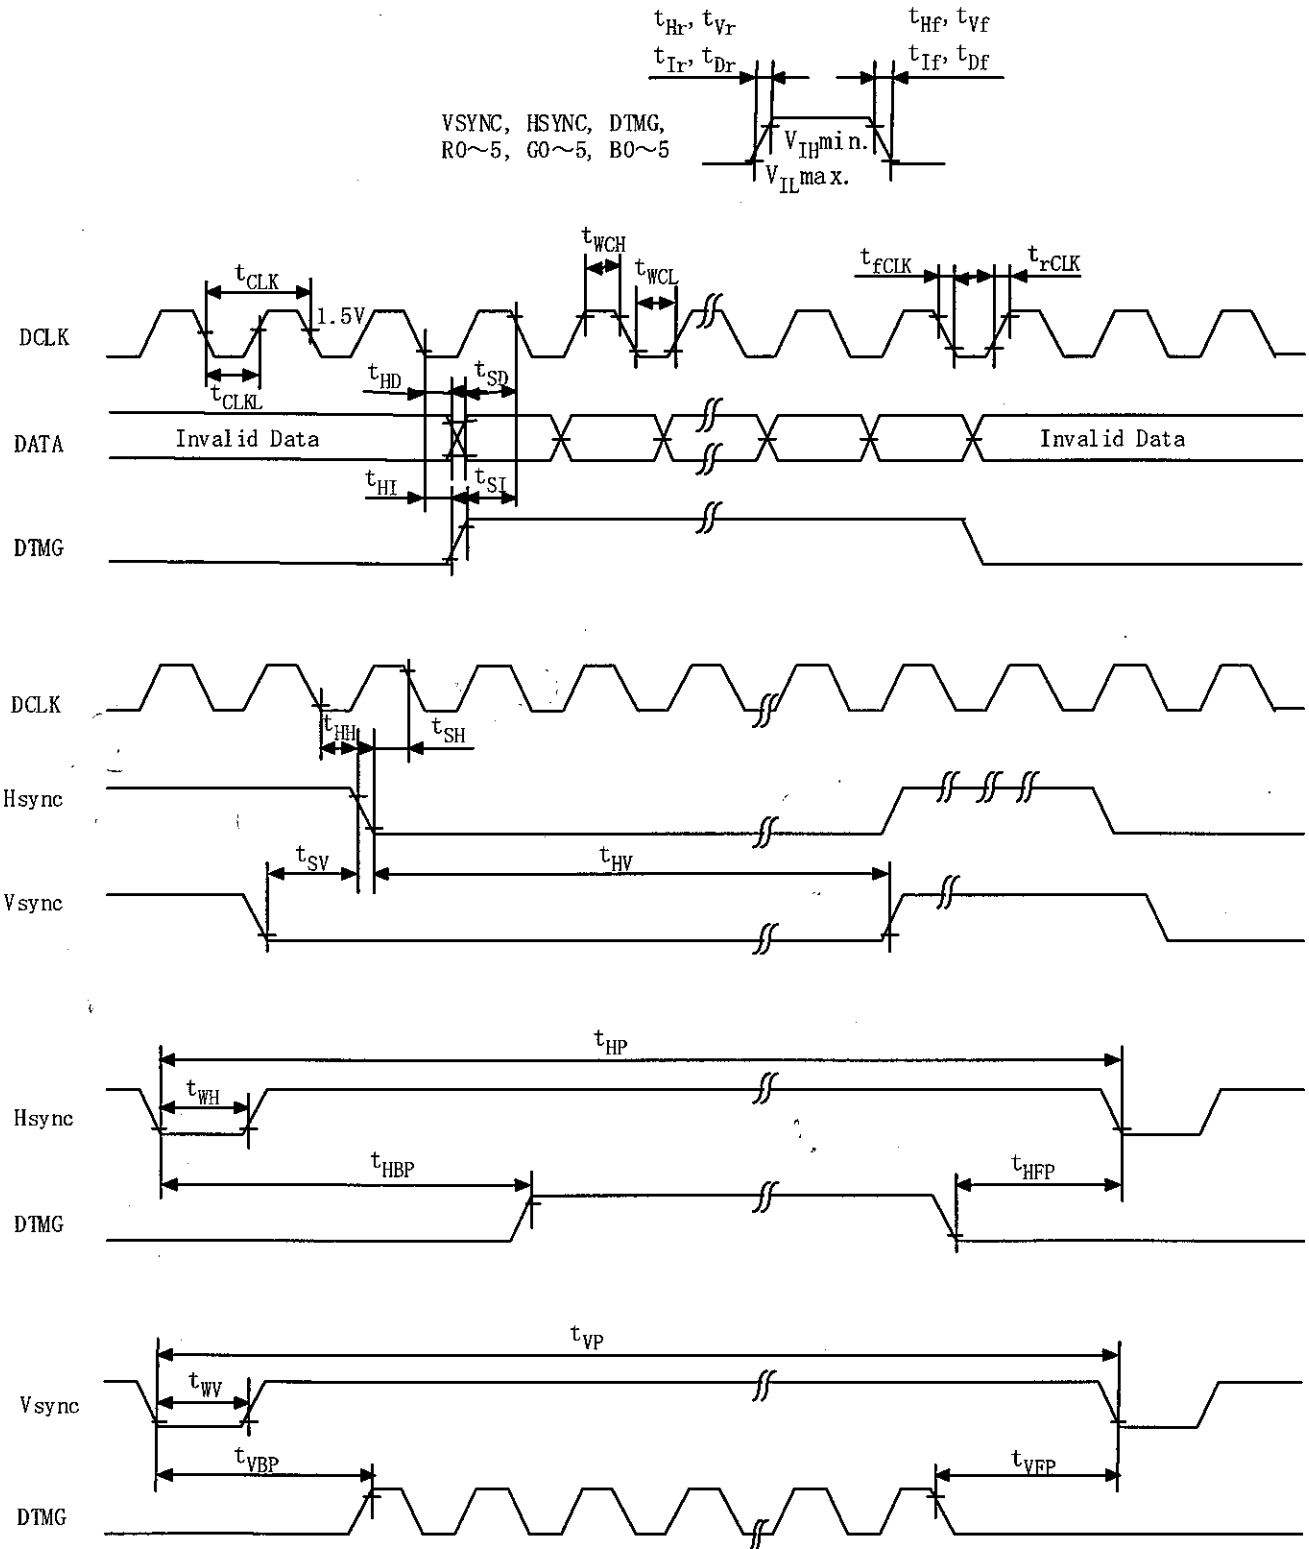 tHr, tVr
tHf, tVf
tIr, tDr
tIf, tDf
VSYNC, HSYNC, DTMG,
R0～5, G0～5, B0～5
VIHmin.
VILmax.
tWCH
tWCL
tfCLK
trCLK
tCLK
1.5V
DCLK
tCLKL
tHD
tSD
DATA
Invalid Data
Invalid Data
tHI
tSI
DTMG
DCLK
tHH
tSH
Hsync
tSV
tHV
Vsync
tHP
tWH
Hsync
tHBP
tHFP
DTMG
tVP
tWV
Vsync
tVBP
tVFP
DTMG